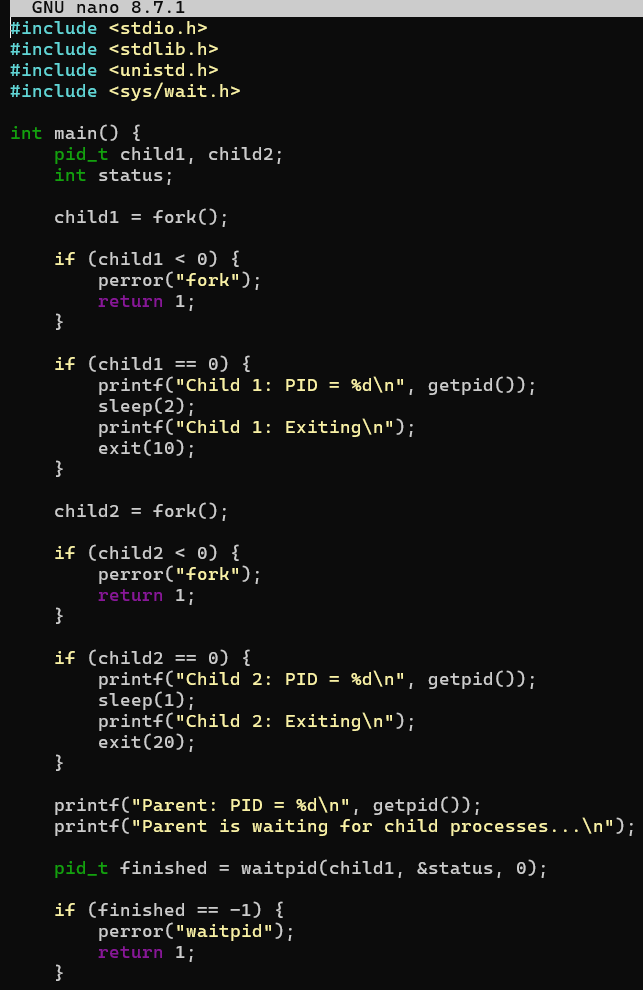 GNU nano 8.7.1
#include <stdio.h>
#include <stdlib.h>
#include <unistd.h>
#include <sys/wait.h>

int main() {
    pid_t child1, child2;
    int status;

    child1 = fork();

    if (child1 < 0) {
        perror("fork");
        return 1;
    }

    if (child1 == 0) {
        printf("Child 1: PID = %d\n", getpid());
        sleep(2);
        printf("Child 1: Exiting\n");
        exit(10);
    }

    child2 = fork();

    if (child2 < 0) {
        perror("fork");
        return 1;
    }

    if (child2 == 0) {
        printf("Child 2: PID = %d\n", getpid());
        sleep(1);
        printf("Child 2: Exiting\n");
        exit(20);
    }

    printf("Parent: PID = %d\n", getpid());
    printf("Parent is waiting for child processes...\n");

    pid_t finished = waitpid(child1, &status, 0);

    if (finished == -1) {
        perror("waitpid");
        return 1;
    }